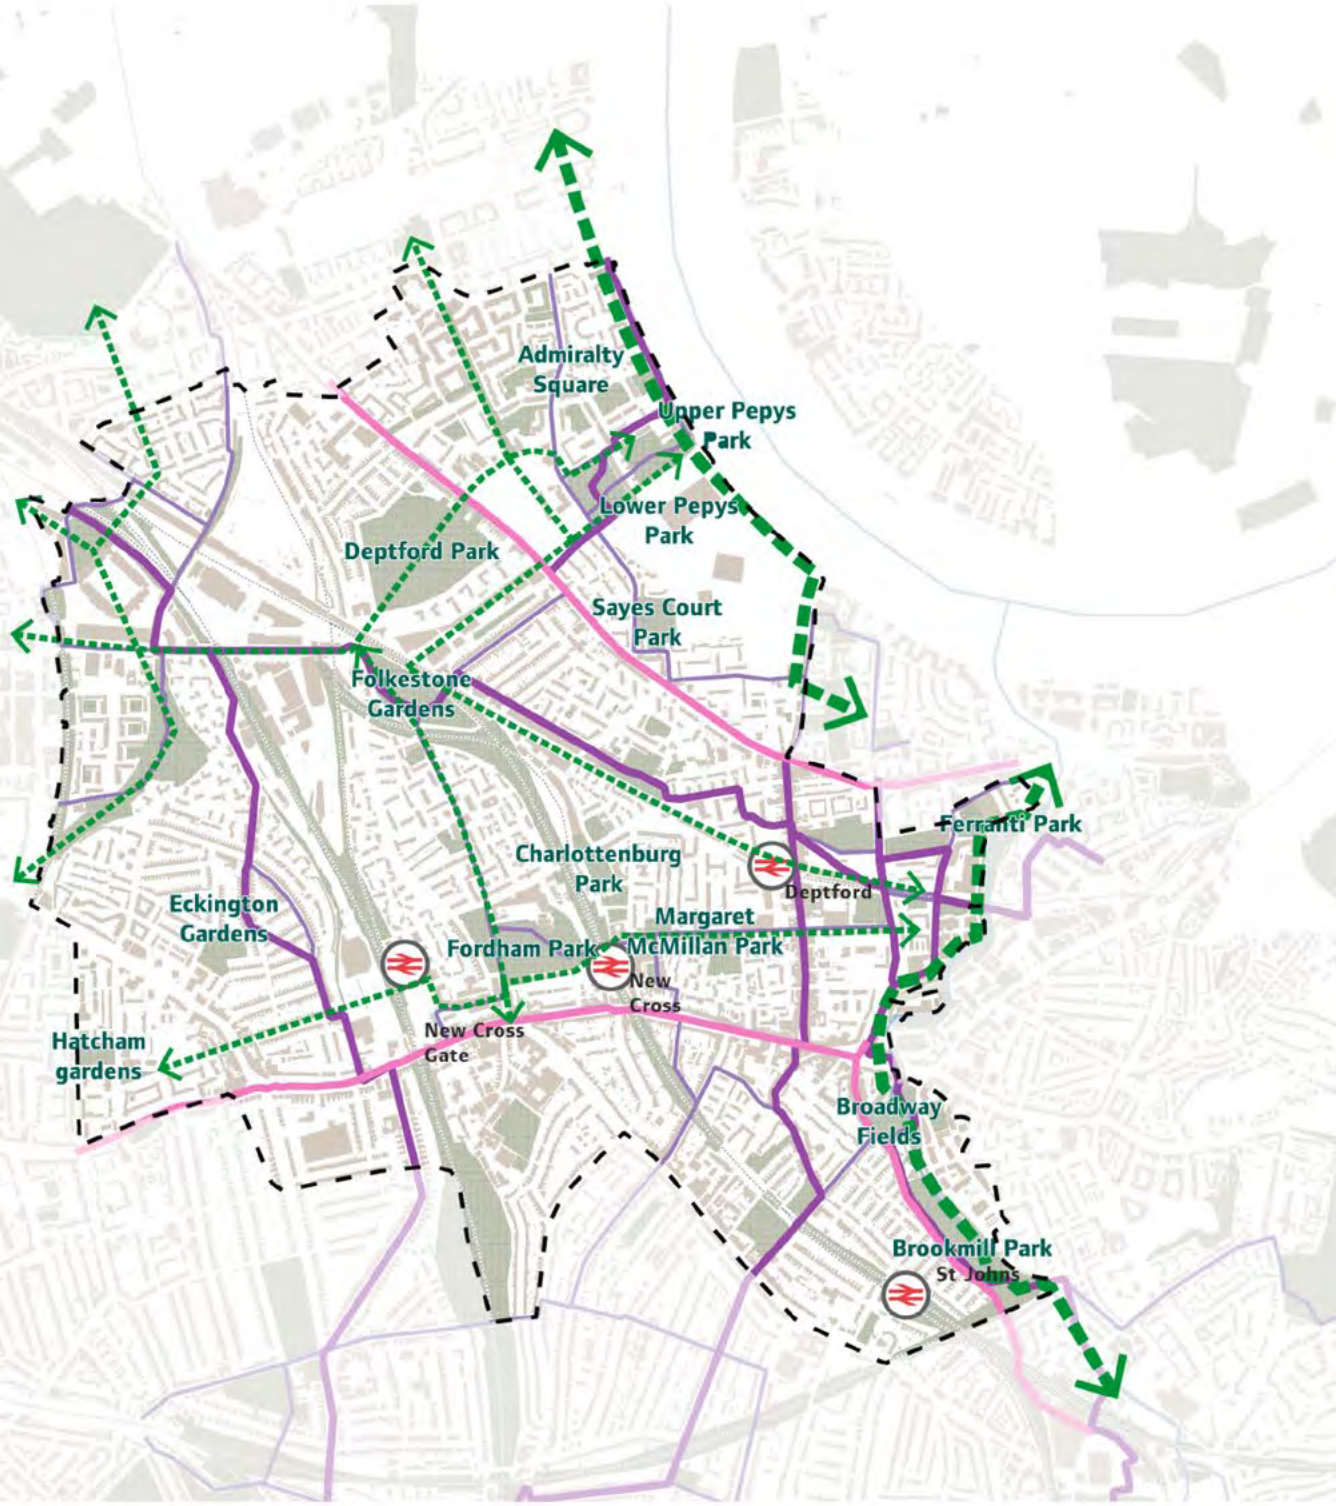 Admiralty
Square
Upper Pepys
Park
Lower Pepys
Park
Deptford Park
Sayes Court
Park
Folkestone
Gardens
Ferranti Park
Charlottenburg
Park
Deptford
Eckington
Gardens
Margaret
McMillan Park
Fordham Park
New
Cross
New Cross
Gate
Hatcham
gardens
Broadway
Fields
Brookmill Park
St Johns